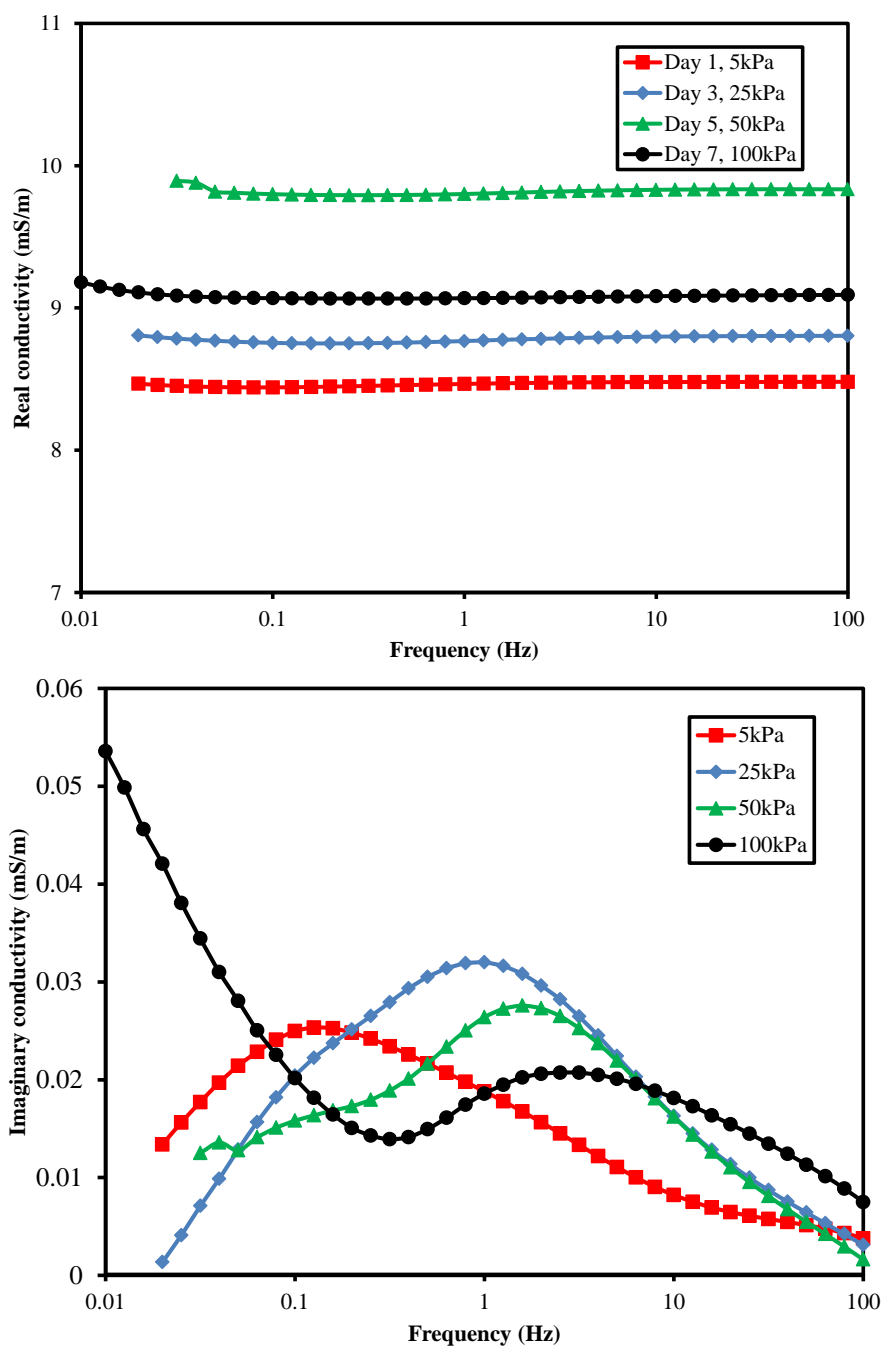 11
10
9
8
7
Real conductivity (mS/m)
Day 1, 5kPa
Day 3, 25kPa
Day 5, 50kPa
Day 7, 100kPa
0.01 0.1 1 10 100
Frequency (Hz)
0.06
0.05
0.04
0.03
0.02
0.01
0
Imaginary conductivity (mS/m)
5kPa
25kPa
50kPa
100kPa
0.01 0.1 1 10 100
Frequency (Hz)